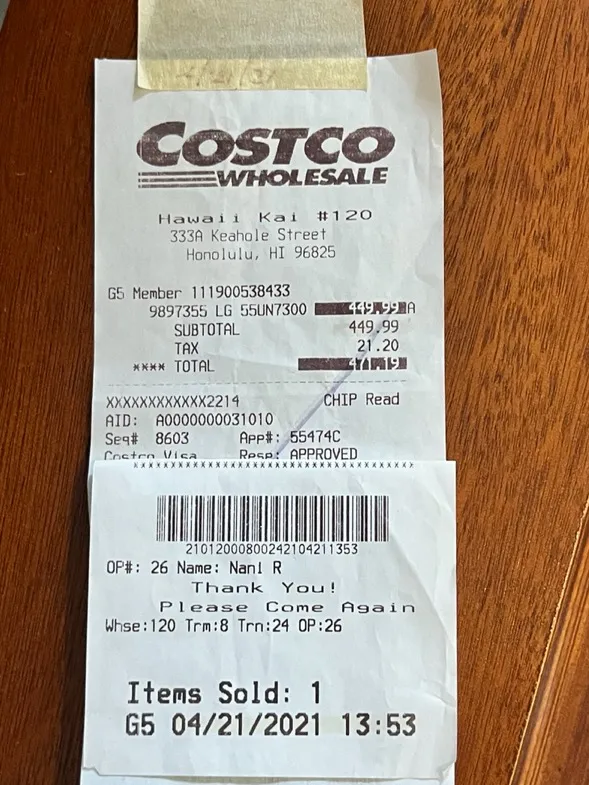 COSTCO
WHOLESALE
Hawaii Kai #120
333A Keahole Street
Honolulu, HI 96825
G5 Member 111900538433
9897355 LG 55UN7300 449.99 A
SUBTOTAL 449.99
TAX 21.20
**** TOTAL 471.19
XXXXXXXXXXXX2214 CHIP Read
AID: A0000000031010
Seq# 8603 App#: 55474C
Costco Visa Resp: APPROVED
21012000800242104211353
OP#: 26 Name: Nani R
Thank You!
Please Come Again
Whse:120 Trm:8 Trn:24 OP:26
Items Sold: 1
G5 04/21/2021 13:53